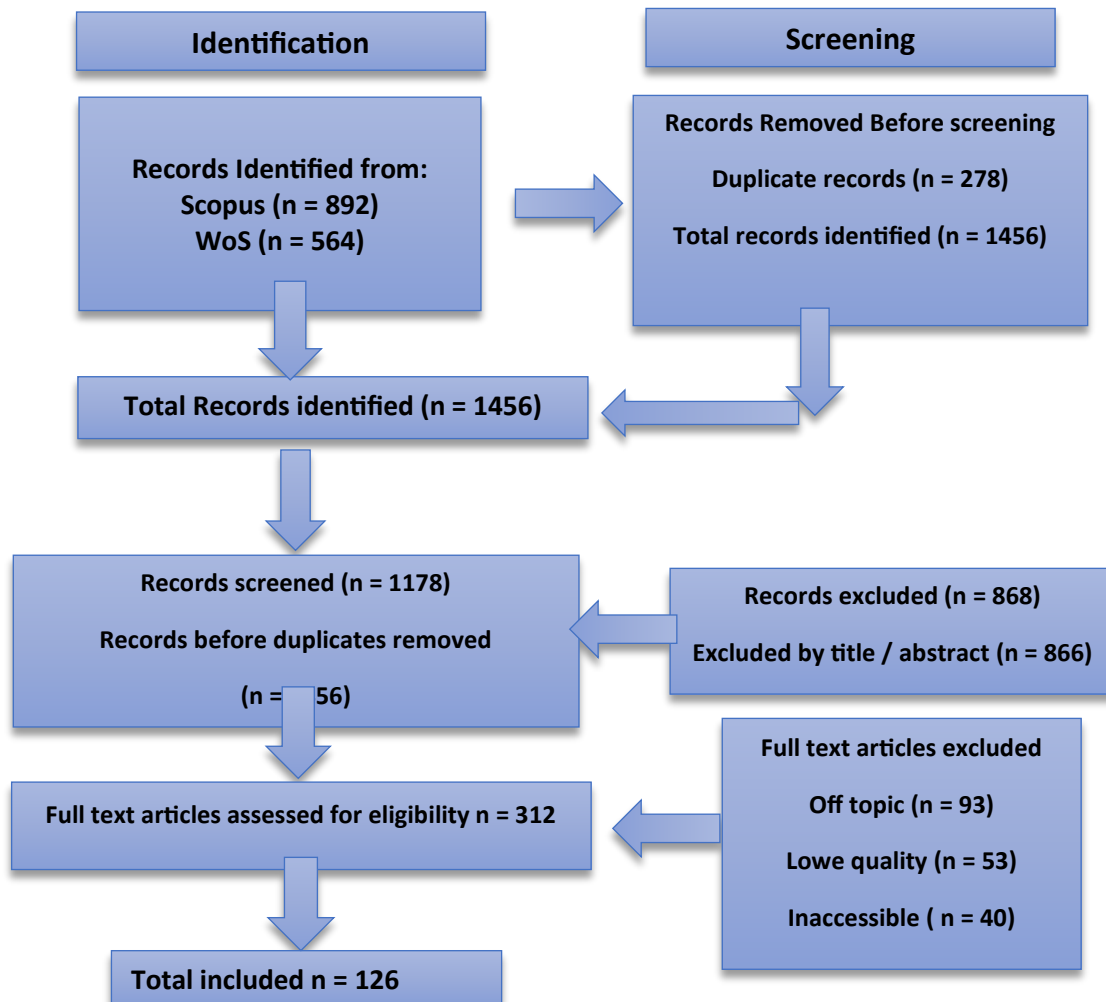 Identification
Screening
Records Identified from:
Scopus (n = 892)
WoS (n = 564)
Records Removed Before screening
Duplicate records (n = 278)
Total records identified (n = 1456)
Total Records identified (n = 1456)
Records screened (n = 1178)
Records before duplicates removed
(n = 56)
Records excluded (n = 868)
Excluded by title / abstract (n = 866)
Full text articles assessed for eligibility n = 312
Full text articles excluded
Off topic (n = 93)
Lowe quality (n = 53)
Inaccessible ( n = 40)
Total included n = 126